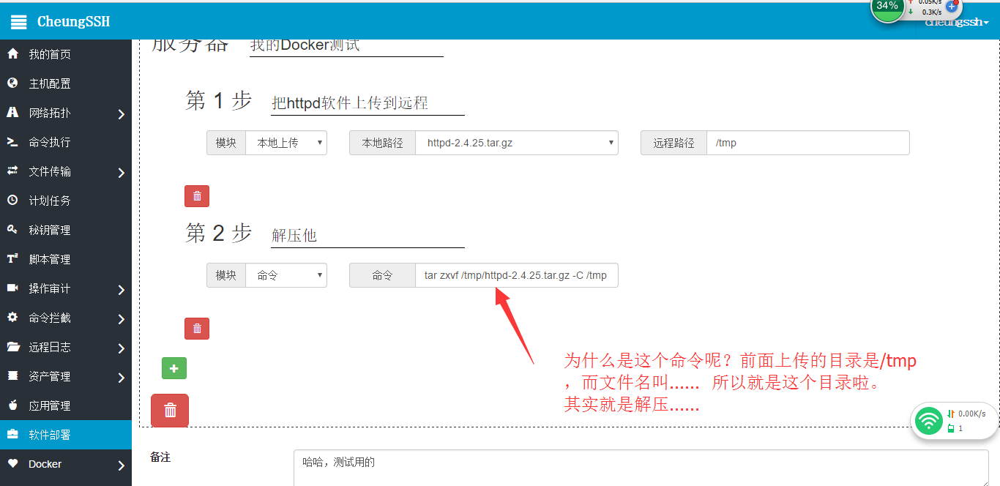 34%
0.05K/s
0.3K/s
CheungSSH
cheungssh
我的首页
主机配置
网络拓扑
命令执行
文件传输
计划任务
秘钥管理
脚本管理
操作审计
命令拦截
远程日志
资产管理
应用管理
软件部署
Docker
服务器 我的Docker测试
第 1 步 把httpd软件上传到远程
模块 本地上传 本地路径 httpd-2.4.25.tar.gz 远程路径 /tmp
第 2 步 解压他
模块 命令 命令 tar zxvf /tmp/httpd-2.4.25.tar.gz -C /tmp
为什么是这个命令呢？前面上传的目录是/tmp
，而文件名叫...... 所以就是这个目录啦。
其实就是解压......
0.00K/s
1
备注 哈哈，测试用的